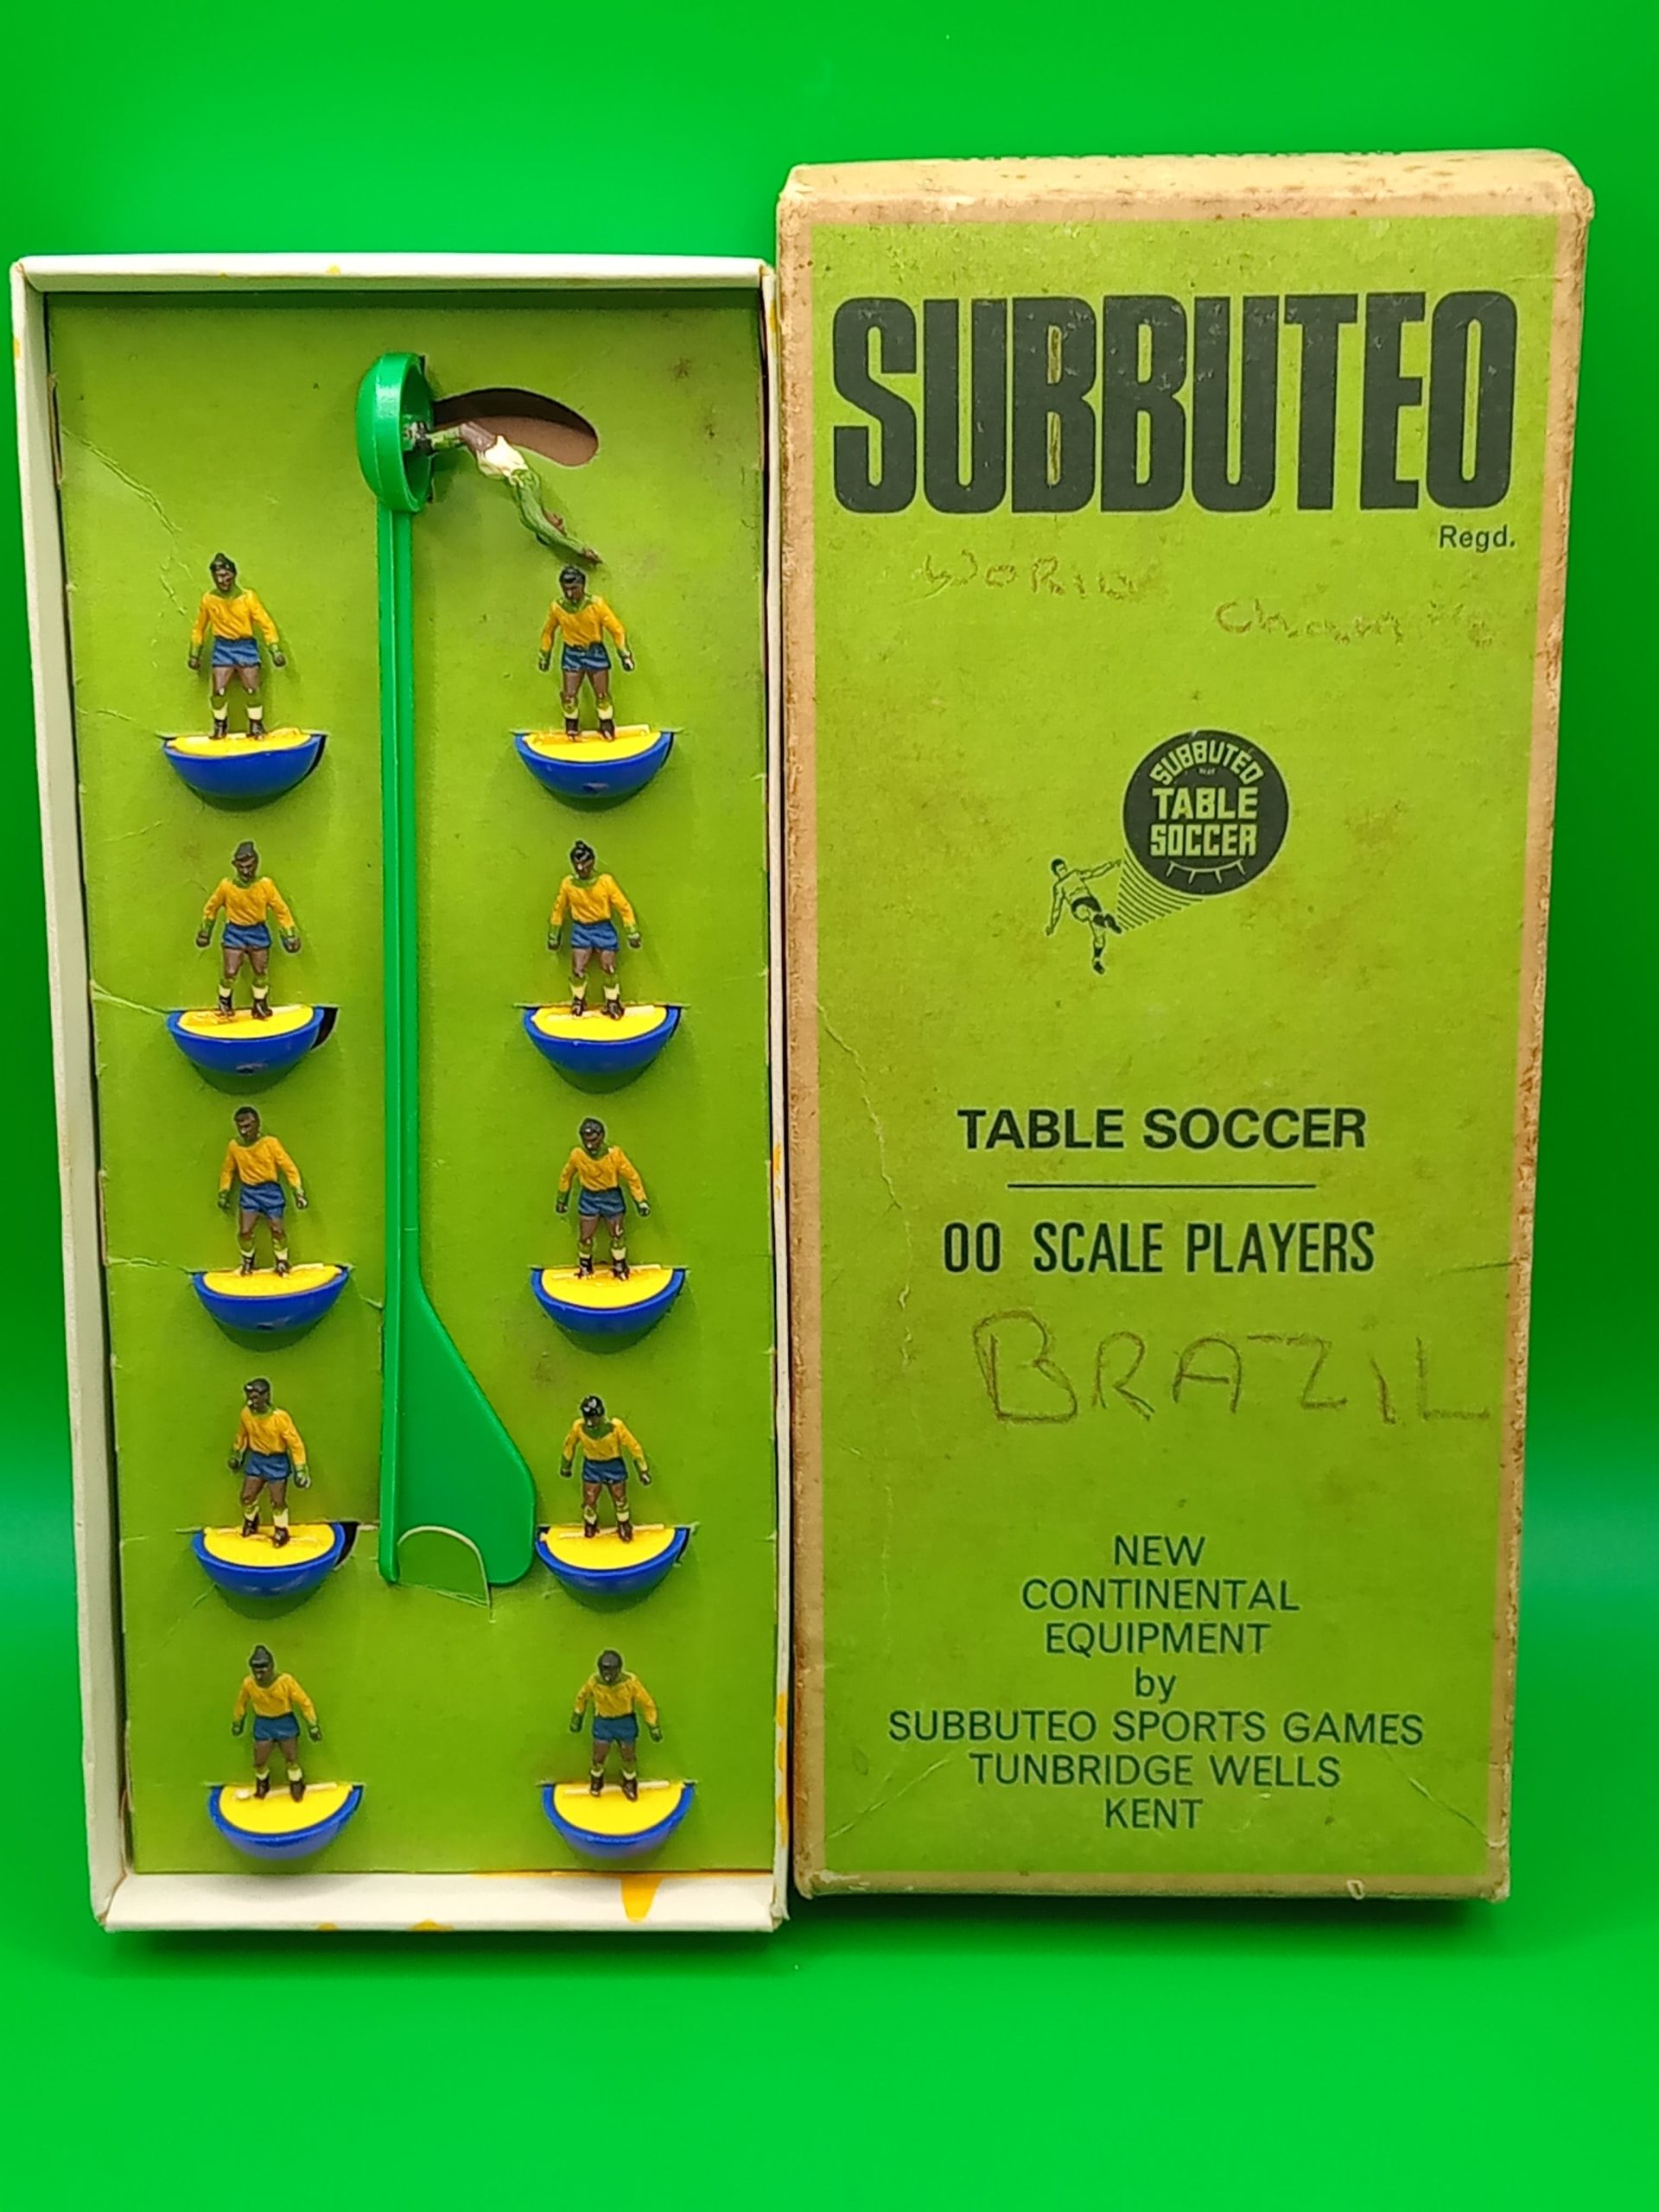 SUBBUTEO
Regd.
WORLD
SUBBUTEO
TABLE
SOCCER
TABLE SOCCER
00 SCALE PLAYERS
BRAZIL
NEW
CONTINENTAL
EQUIPMENT
by
SUBBUTEO SPORTS GAMES
TUNBRIDGE WELLS
KENT